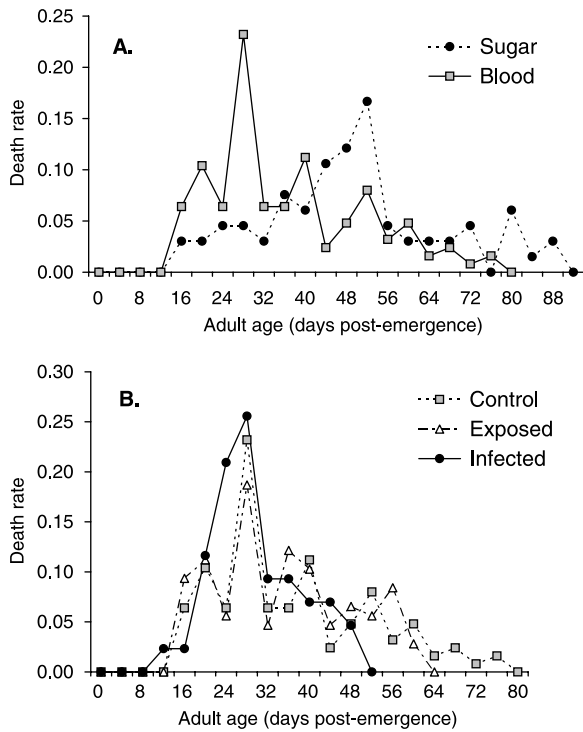 A.
Sugar
Blood
Death rate
0.25
0.20
0.15
0.10
0.05
0.00
0 8 16 24 32 40 48 56 64 72 80 88
Adult age (days post-emergence)
B.
Control
Exposed
Infected
Death rate
0.30
0.25
0.20
0.15
0.10
0.05
0.00
0 8 16 24 32 40 48 56 64 72 80
Adult age (days post-emergence)